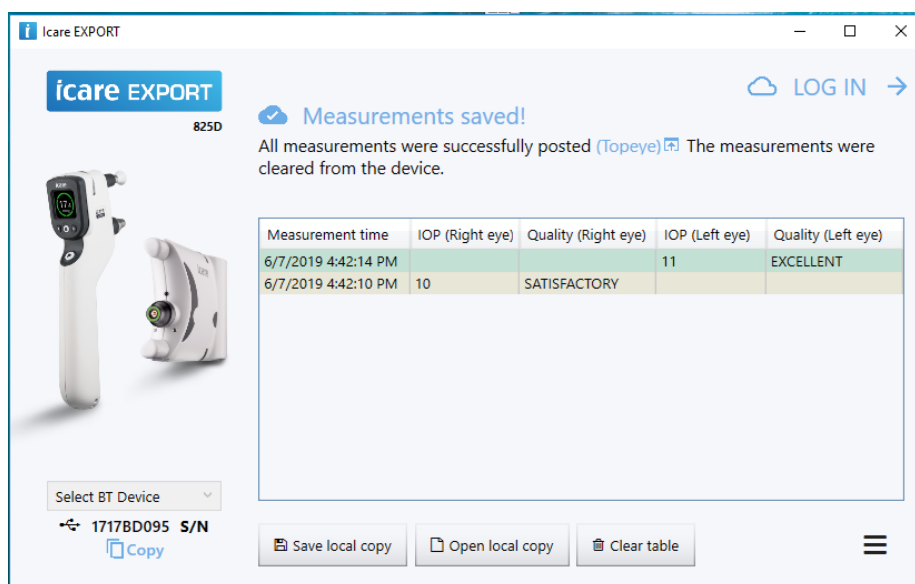 Icare EXPORT
icare EXPORT
825D
LOG IN
Measurements saved!
All measurements were successfully posted (Topeye) The measurements were
cleared from the device.
Measurement time IOP (Right eye) Quality (Right eye) IOP (Left eye) Quality (Left eye)
6/7/2019 4:42:14 PM 11 EXCELLENT
6/7/2019 4:42:10 PM 10 SATISFACTORY
Select BT Device
1717BD095 S/N
Copy
Save local copy
Open local copy
Clear table